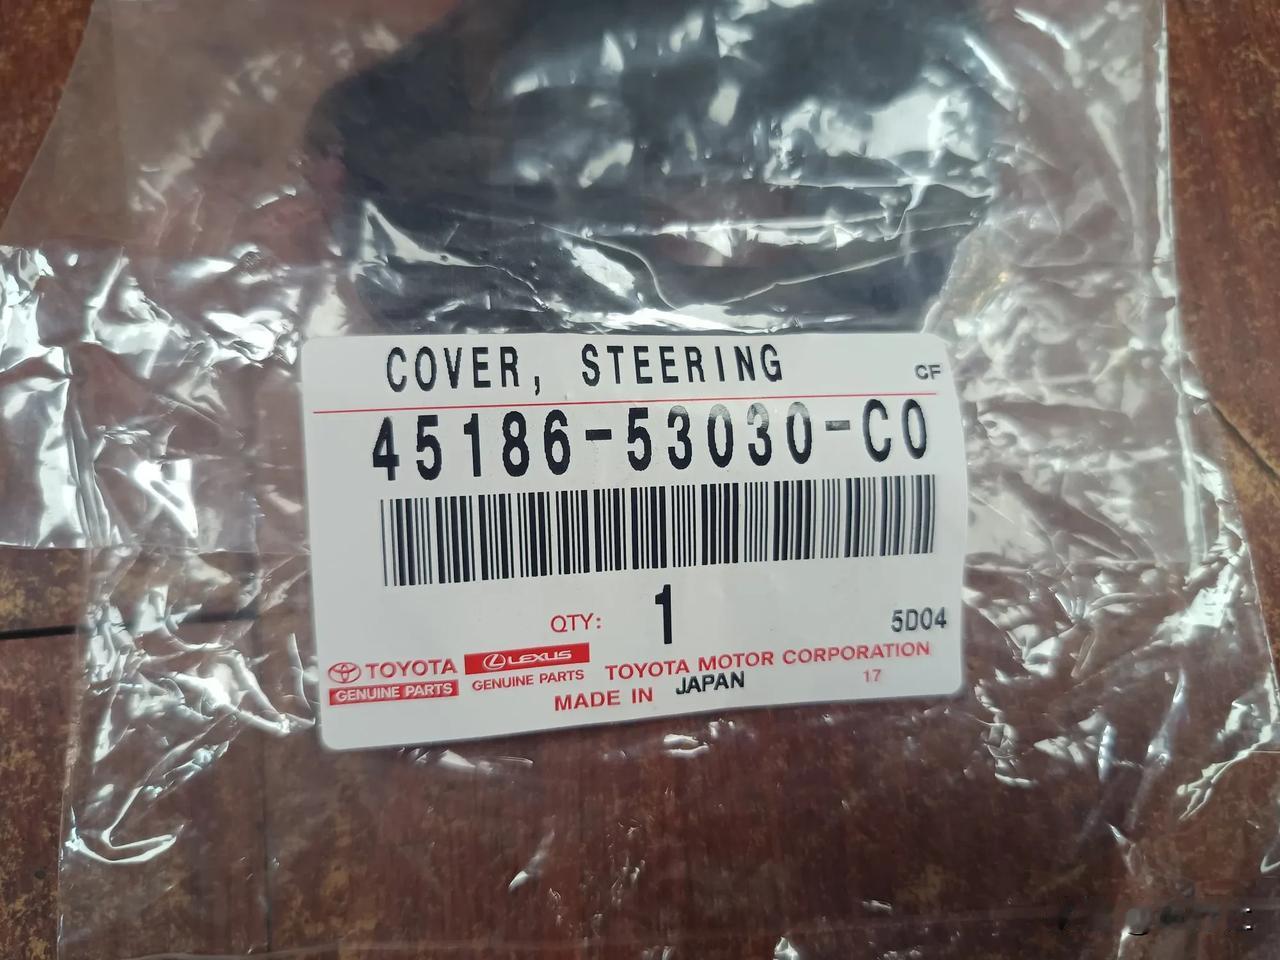 COVER, STEERING
CF
45186-53030-C0
QTY: 1
5D04
TOYOTA
GENUINE PARTS
LEXUS
GENUINE PARTS
TOYOTA MOTOR CORPORATION
MADE IN JAPAN
17